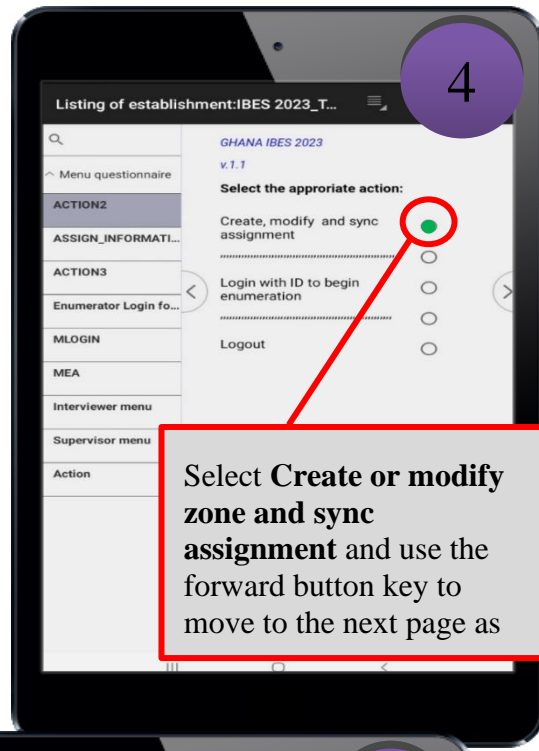 4
Listing of establishment:IBES 2023_T...
GHANA IBES 2023
v.1.1
Menu questionnaire
Select the approriate action:
ACTION2
Create, modify and sync
assignment
ASSIGN_INFORMATI...
ACTION3
Login with ID to begin
enumeration
Enumerator Login fo...
MLOGIN
Logout
MEA
Interviewer menu
Supervisor menu
Action
Select Create or modify
zone and sync
assignment and use the
forward button key to
move to the next page as